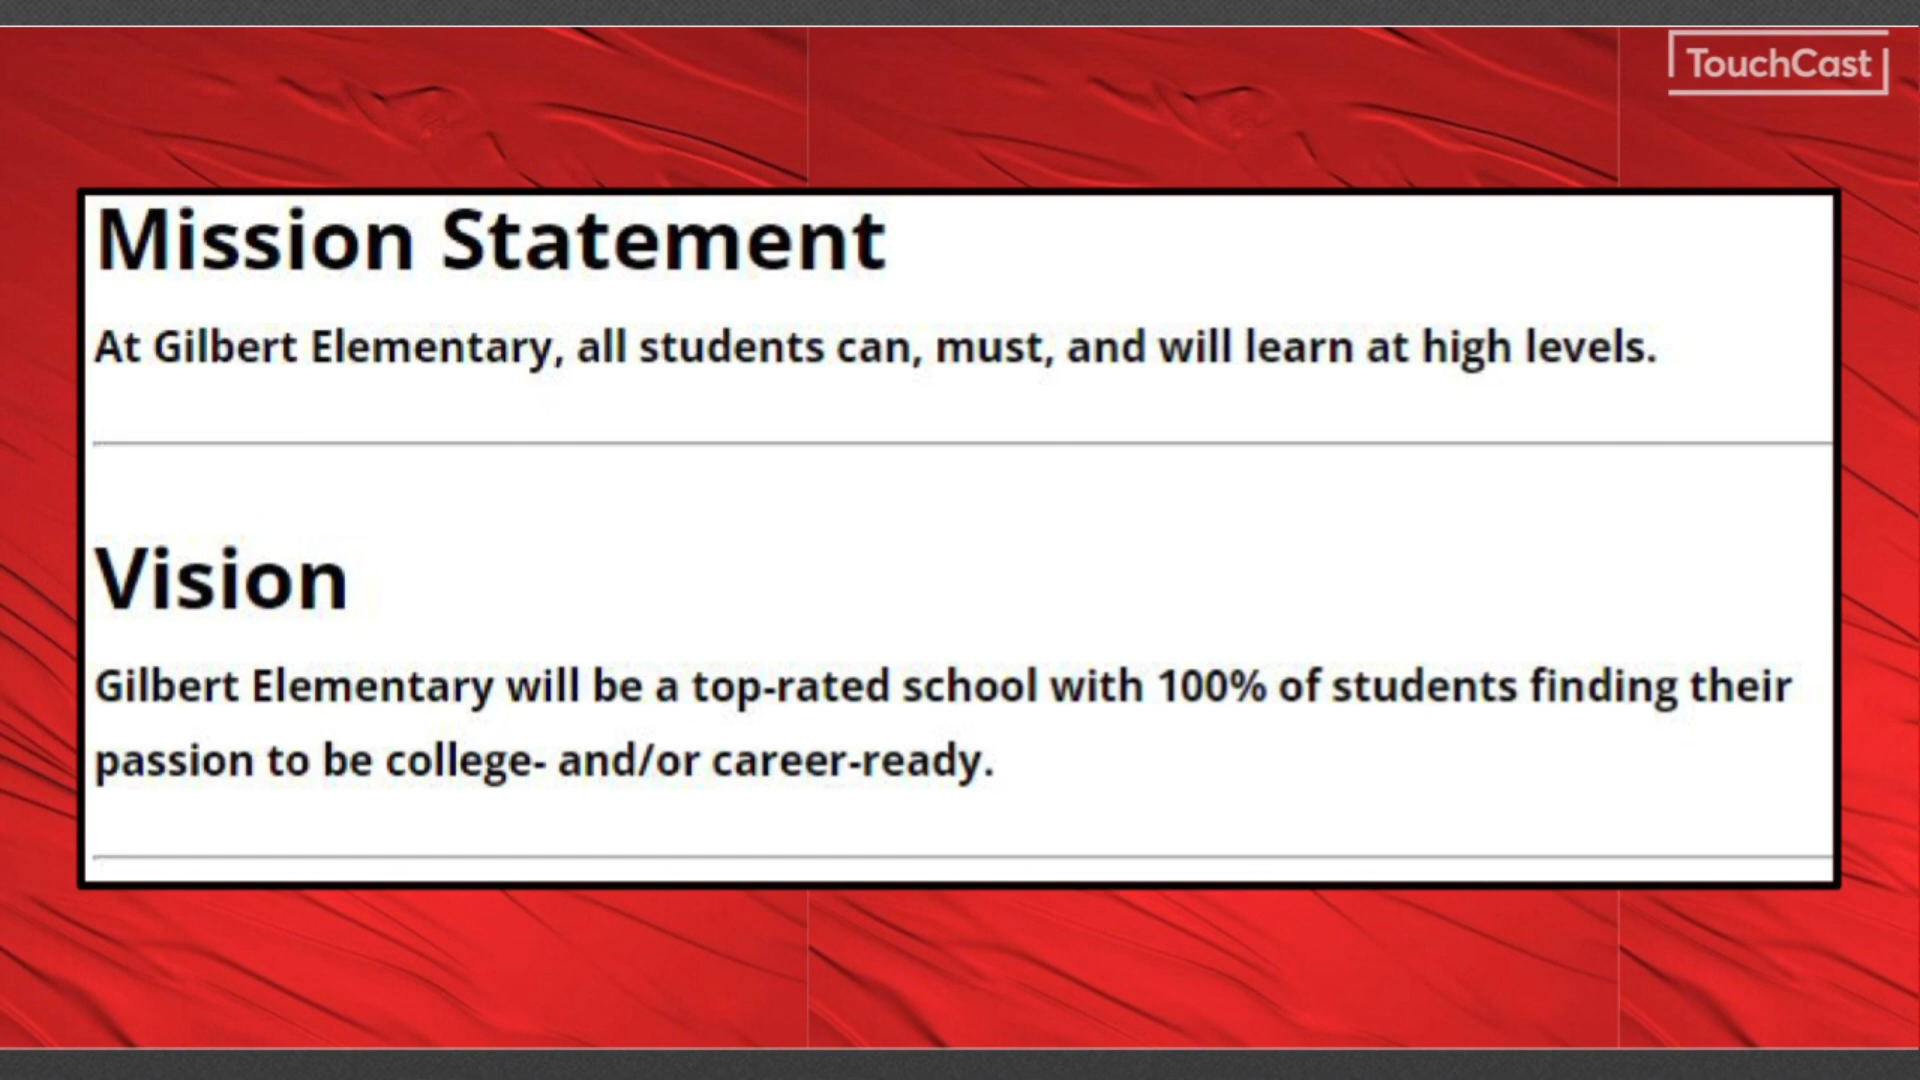 TouchCast
Mission Statement
At Gilbert Elementary, all students can, must, and will learn at high levels.
Vision
Gilbert Elementary will be a top-rated school with 100% of students finding their
passion to be college- and/or career-ready.